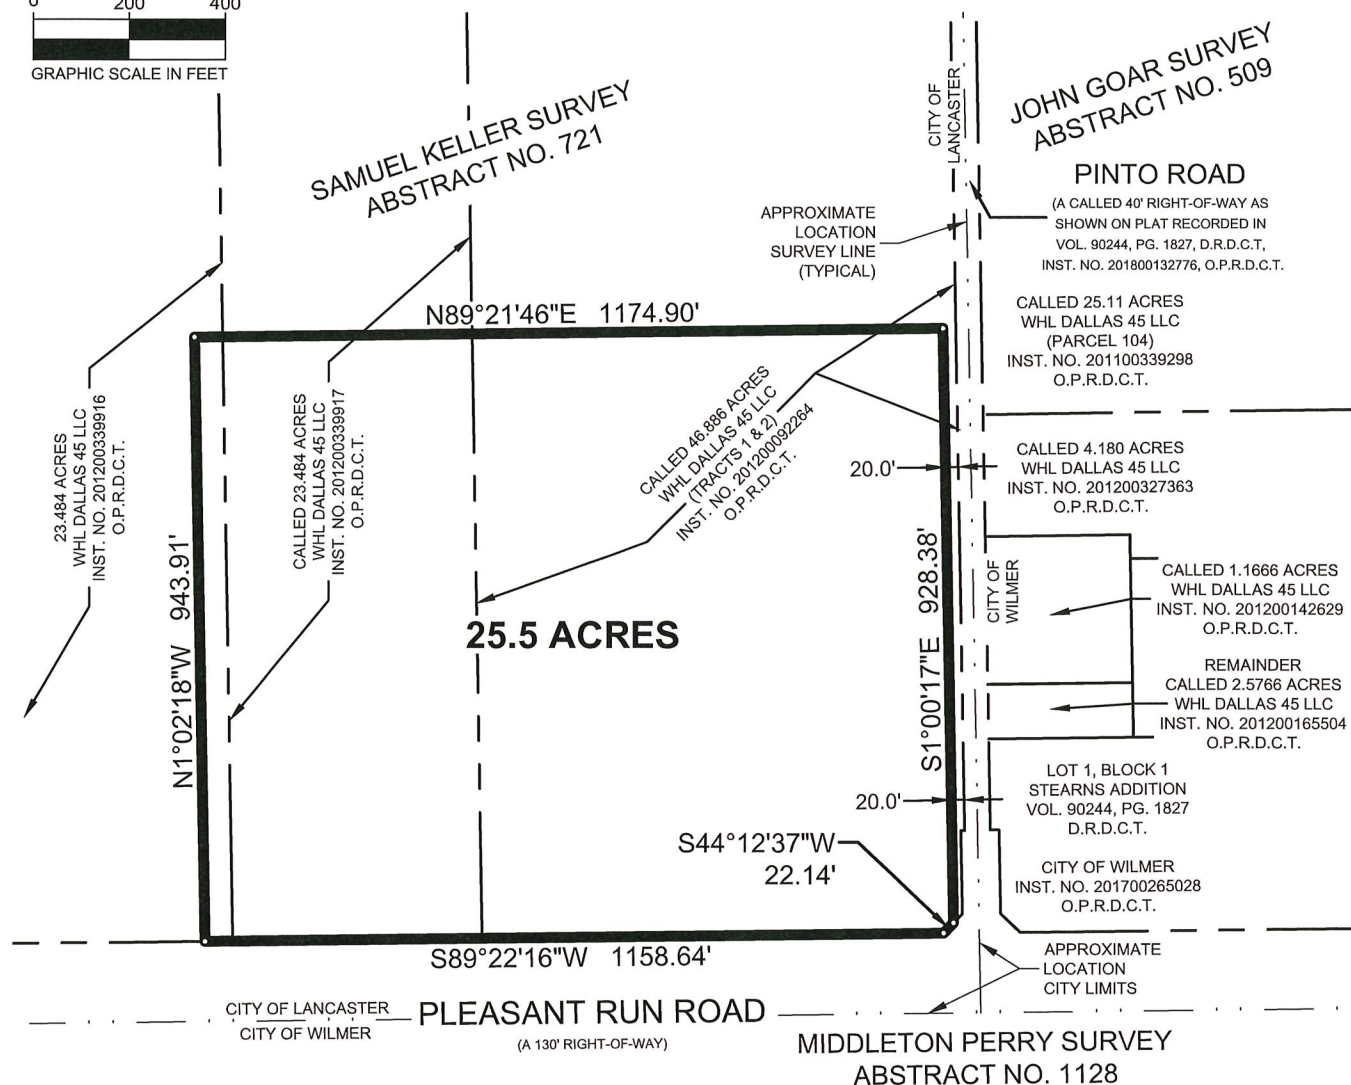 0 200 400
GRAPHIC SCALE IN FEET
SAMUEL KELLER SURVEY
ABSTRACT NO. 721
CITY OF
LANCASTER
JOHN GOAR SURVEY
ABSTRACT NO. 509
PINTO ROAD
(A CALLED 40' RIGHT-OF-WAY AS
SHOWN ON PLAT RECORDED IN
VOL. 90244, PG. 1827, D.R.D.C.T,
INST. NO. 201800132776, O.P.R.D.C.T.
APPROXIMATE
LOCATION
SURVEY LINE
(TYPICAL)
N89°21'46"E 1174.90'
CALLED 25.11 ACRES
WHL DALLAS 45 LLC
(PARCEL 104)
INST. NO. 201100339298
O.P.R.D.C.T.
23.484 ACRES
WHL DALLAS 45 LLC
INST. NO. 201200339916
O.P.R.D.C.T.
CALLED 23.484 ACRES
WHL DALLAS 45 LLC
INST. NO. 201200339917
O.P.R.D.C.T.
CALLED 46.886 ACRES
WHL DALLAS 45 LLC
(TRACTS 1 & 2)
INST. NO. 201200092264
O.P.R.D.C.T.
20.0'
CALLED 4.180 ACRES
WHL DALLAS 45 LLC
INST. NO. 201200327363
O.P.R.D.C.T.
N1°02'18"W 943.91'
25.5 ACRES
S1°00'17"E 928.38'
CITY OF
WILMER
CALLED 1.1666 ACRES
WHL DALLAS 45 LLC
INST. NO. 201200142629
O.P.R.D.C.T.
REMAINDER
CALLED 2.5766 ACRES
WHL DALLAS 45 LLC
INST. NO. 201200165504
O.P.R.D.C.T.
20.0'
LOT 1, BLOCK 1
STEARNS ADDITION
VOL. 90244, PG. 1827
D.R.D.C.T.
S44°12'37"W
22.14'
CITY OF WILMER
INST. NO. 201700265028
O.P.R.D.C.T.
S89°22'16"W 1158.64'
APPROXIMATE
LOCATION
CITY LIMITS
CITY OF LANCASTER
CITY OF WILMER
PLEASANT RUN ROAD
(A 130' RIGHT-OF-WAY)
MIDDLETON PERRY SURVEY
ABSTRACT NO. 1128